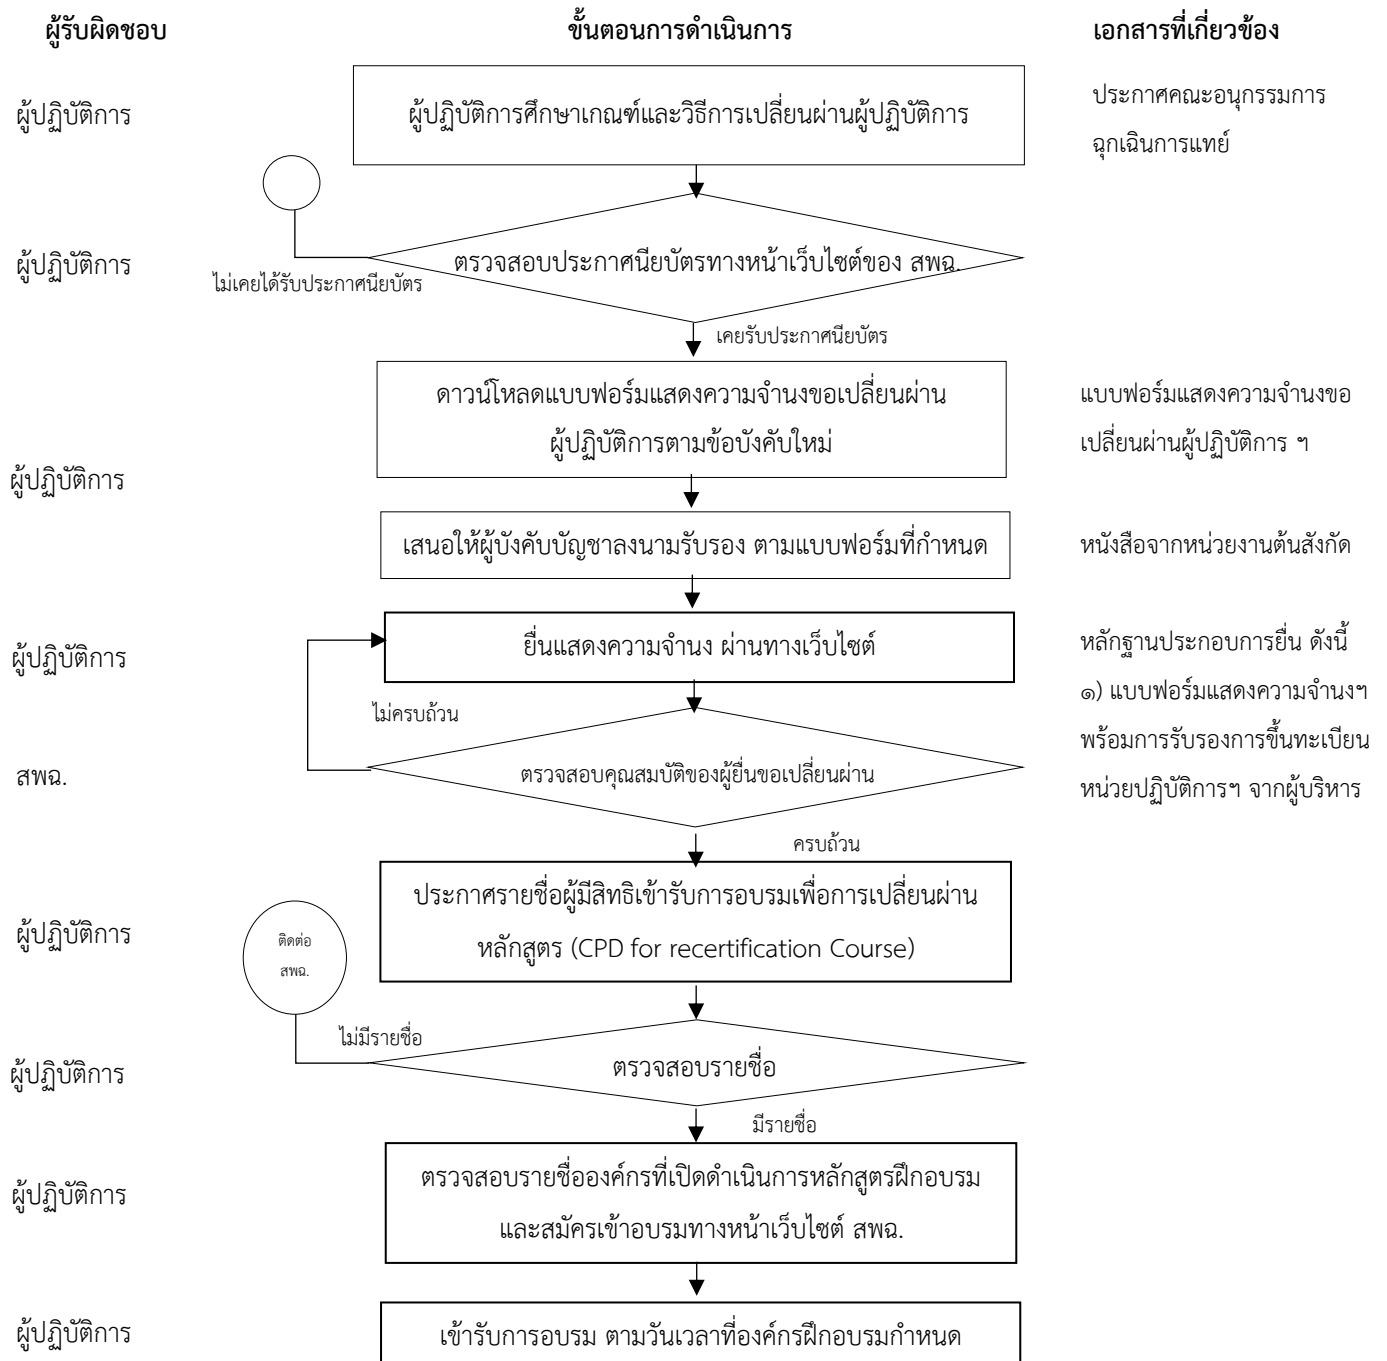 ผู้รับผิดชอบ
ขั้นตอนการดำเนินการ
เอกสารที่เกี่ยวข้อง
ผู้ปฏิบัติการ
ผู้ปฏิบัติการศึกษาเกณฑ์และวิธีการเปลี่ยนผ่านผู้ปฏิบัติการ
ประกาศคณะอนุกรรมการ
ฉุกเฉินการแทย์
ผู้ปฏิบัติการ
ตรวจสอบประกาศนียบัตรทางหน้าเว็บไซต์ของ สพฉ.
ไม่เคยได้รับประกาศนียบัตร
เคยรับประกาศนียบัตร
ผู้ปฏิบัติการ
ดาวน์โหลดแบบฟอร์มแสดงความจำนงขอเปลี่ยนผ่าน
ผู้ปฏิบัติการตามข้อบังคับใหม่
แบบฟอร์มแสดงความจำนงขอ
เปลี่ยนผ่านผู้ปฏิบัติการ ฯ
เสนอให้ผู้บังคับบัญชาลงนามรับรอง ตามแบบฟอร์มที่กำหนด
หนังสือจากหน่วยงานต้นสังกัด
ผู้ปฏิบัติการ
ยื่นแสดงความจำนง ผ่านทางเว็บไซต์
หลักฐานประกอบการยื่น ดังนี้
๑) แบบฟอร์มแสดงความจำนงฯ
พร้อมการรับรองการขึ้นทะเบียน
หน่วยปฏิบัติการฯ จากผู้บริหาร
ไม่ครบถ้วน
สพฉ.
ตรวจสอบคุณสมบัติของผู้ยื่นขอเปลี่ยนผ่าน
ครบถ้วน
ผู้ปฏิบัติการ
ประกาศรายชื่อผู้มีสิทธิเข้ารับการอบรมเพื่อการเปลี่ยนผ่าน
หลักสูตร (CPD for recertification Course)
ติดต่อ
สพฉ.
ไม่มีรายชื่อ
ผู้ปฏิบัติการ
ตรวจสอบรายชื่อ
มีรายชื่อ
ผู้ปฏิบัติการ
ตรวจสอบรายชื่อองค์กรที่เปิดดำเนินการหลักสูตรฝึกอบรม
และสมัครเข้าอบรมทางหน้าเว็บไซต์ สพฉ.
ผู้ปฏิบัติการ
เข้ารับการอบรม ตามวันเวลาที่องค์กรฝึกอบรมกำหนด